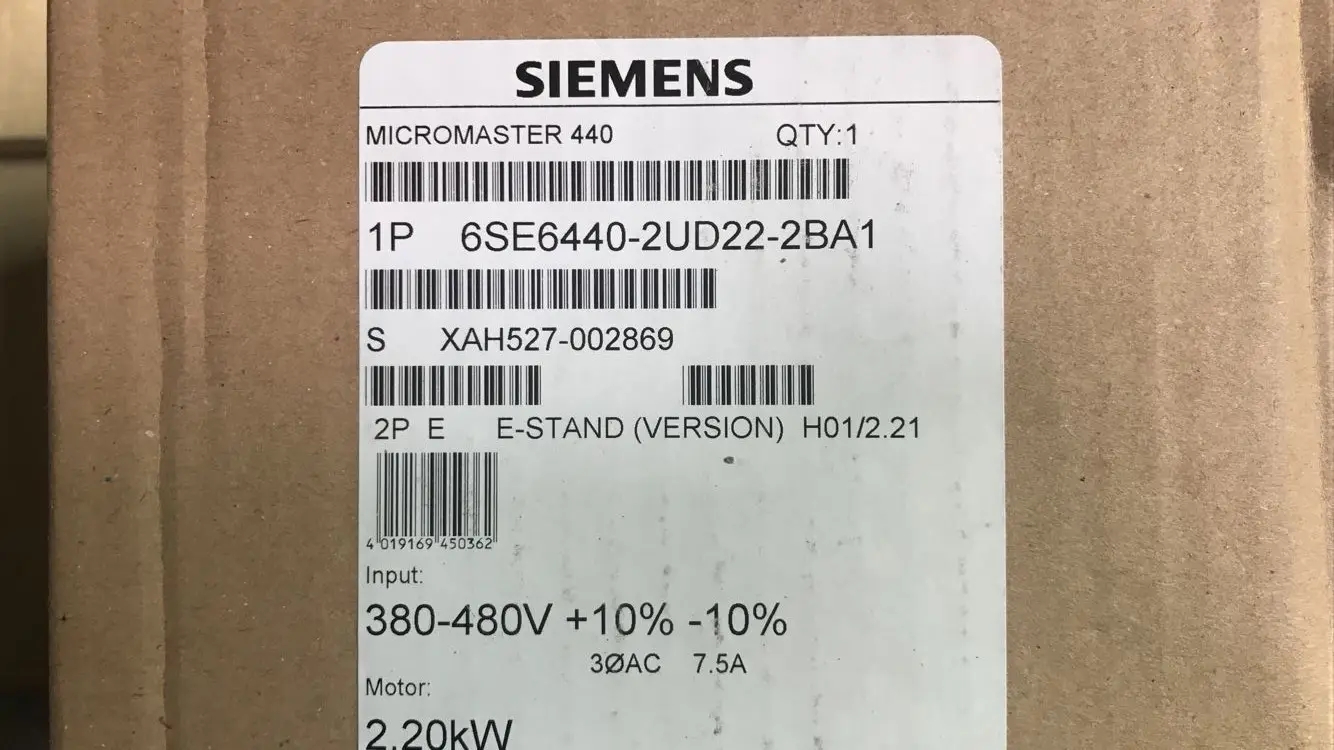 SIEMENS
MICROMASTER 440 QTY:1
1P 6SE6440-2UD22-2BA1
S XAH527-002869
2P E E-STAND (VERSION) H01/2.21
4 019169 450362
Input:
380-480V +10% -10%
3ØAC 7.5A
Motor:
2.20kW